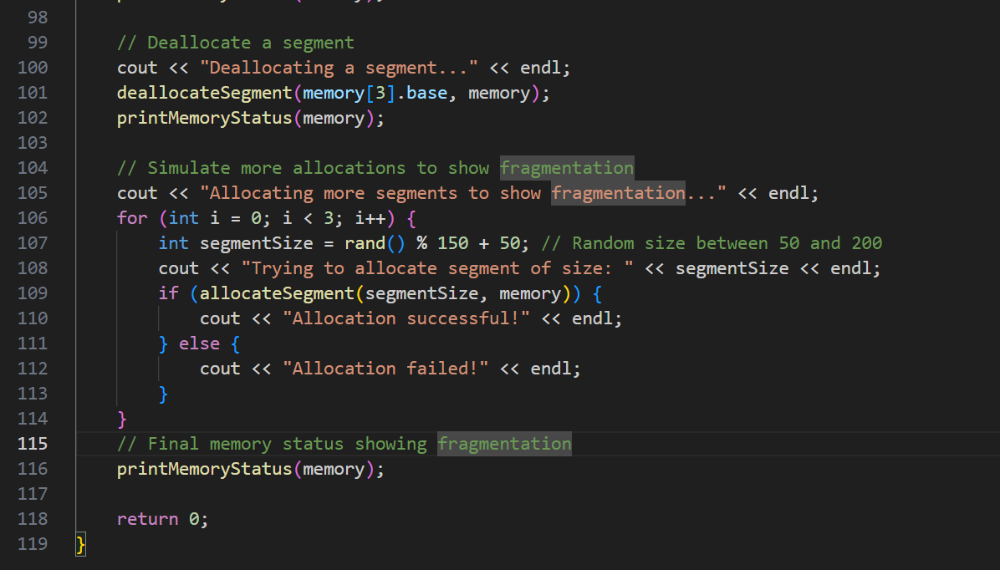 98
99 // Deallocate a segment
100 cout << "Deallocating a segment..." << endl;
101 deallocateSegment(memory[3].base, memory);
102 printMemoryStatus(memory);
103
104 // Simulate more allocations to show fragmentation
105 cout << "Allocating more segments to show fragmentation..." << endl;
106 for (int i = 0; i < 3; i++) {
107 int segmentSize = rand() % 150 + 50; // Random size between 50 and 200
108 cout << "Trying to allocate segment of size: " << segmentSize << endl;
109 if (allocateSegment(segmentSize, memory)) {
110 cout << "Allocation successful!" << endl;
111 } else {
112 cout << "Allocation failed!" << endl;
113 }
114 }
115 // Final memory status showing fragmentation
116 printMemoryStatus(memory);
117
118 return 0;
119 }